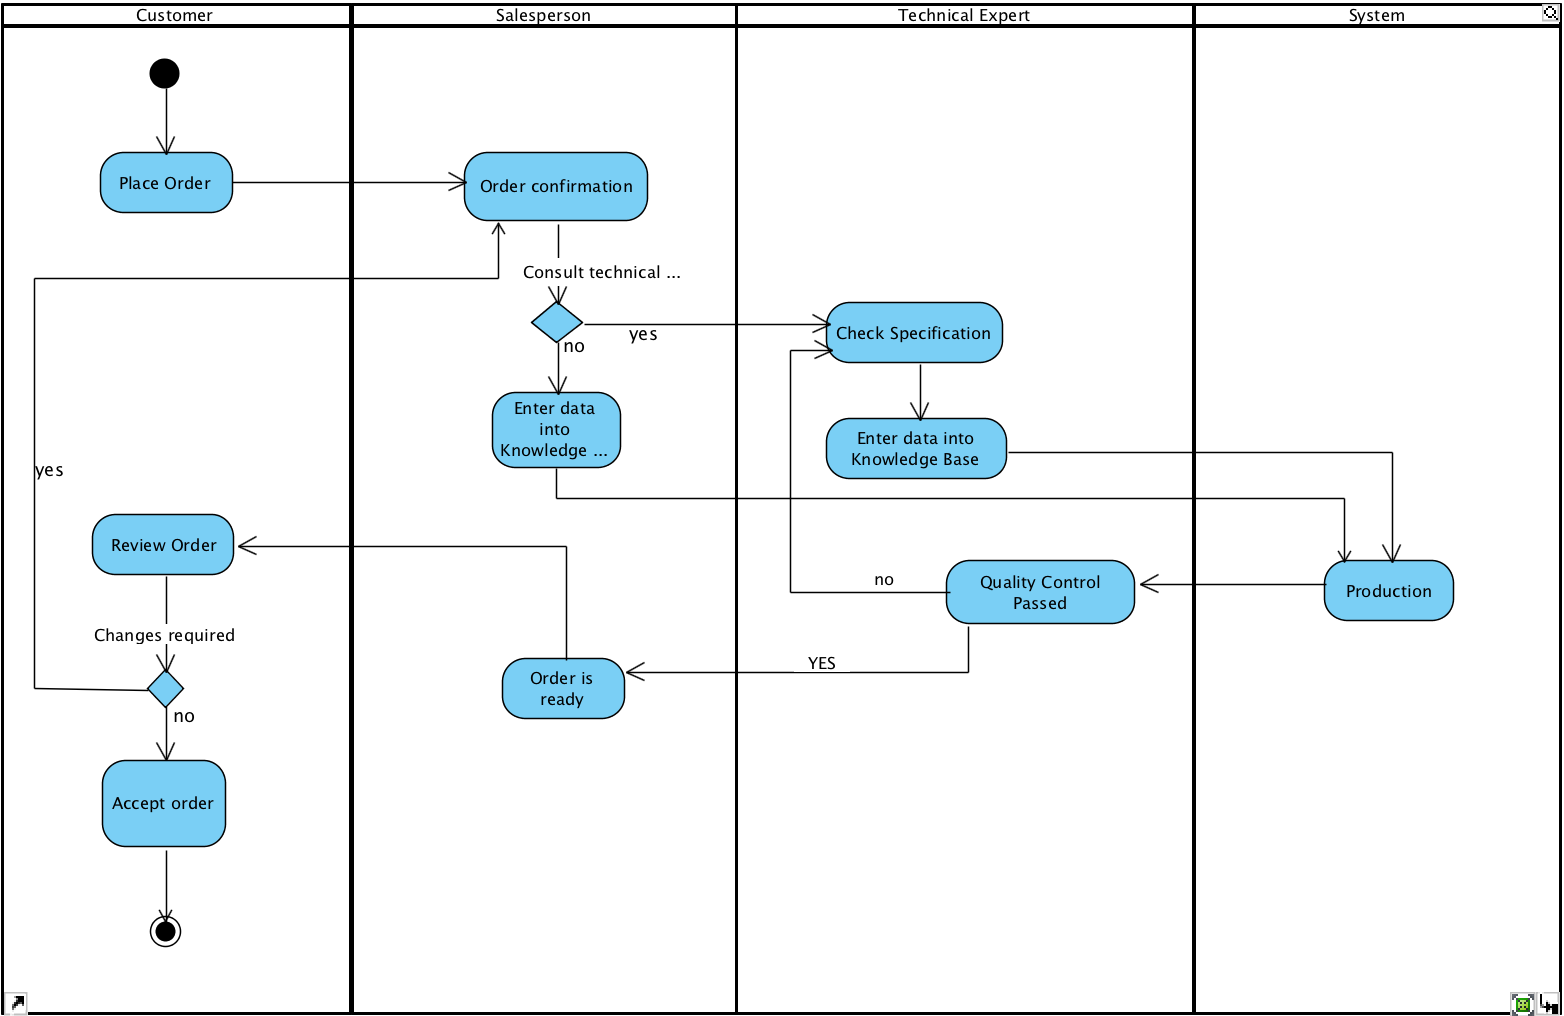 Customer
Salesperson
Technical Expert
System
Place Order
Order confirmation
Consult technical ...
yes
no
Check Specification
Enter data
into
Knowledge ...
Enter data into
Knowledge Base
yes
Review Order
Quality Control
Passed
no
Production
Changes required
YES
Order is
ready
no
Accept order